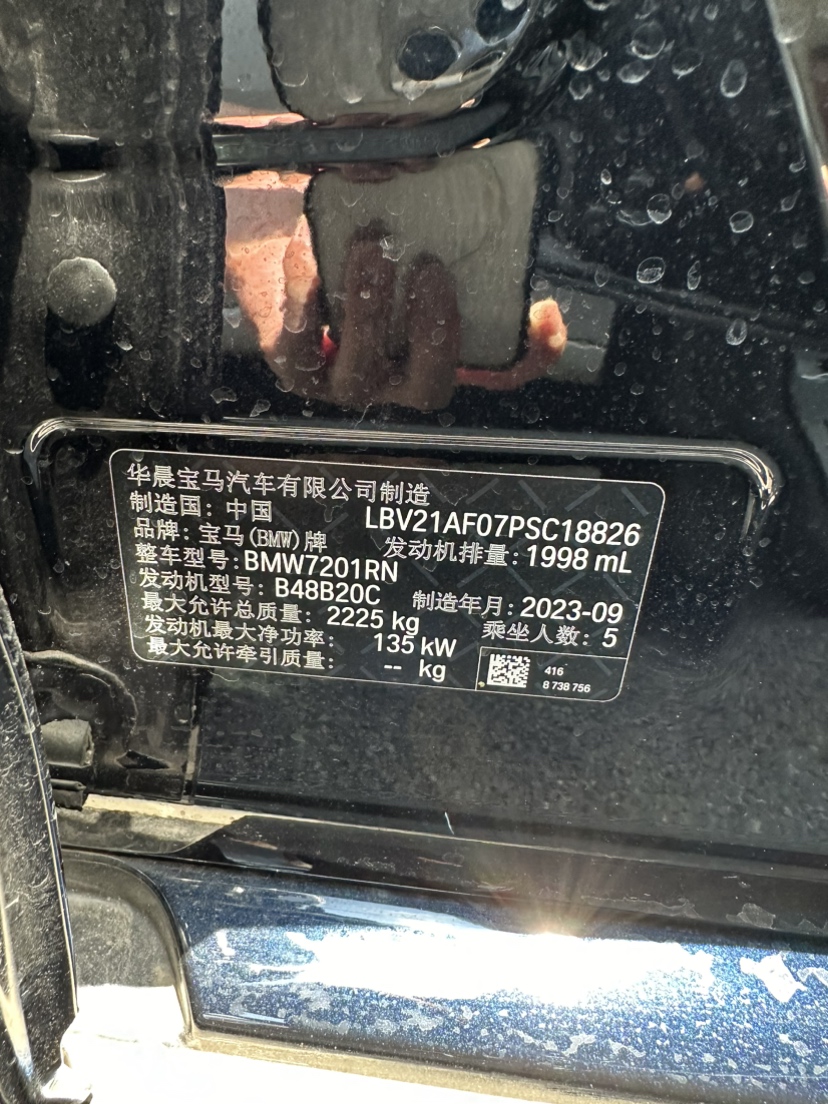 华晨宝马汽车有限公司制造
制造国: 中国
LBV21AF07PSC18826
品牌: 宝马(BMW)牌
发动机排量: 1998 mL
整车型号: BMW7201RN
发动机型号: B48B20C
制造年月: 2023-09
最大允许总质量: 2225 kg
乘坐人数: 5
发动机最大净功率: 135 kW
最大允许牵引质量: -- kg
416
8 738 756